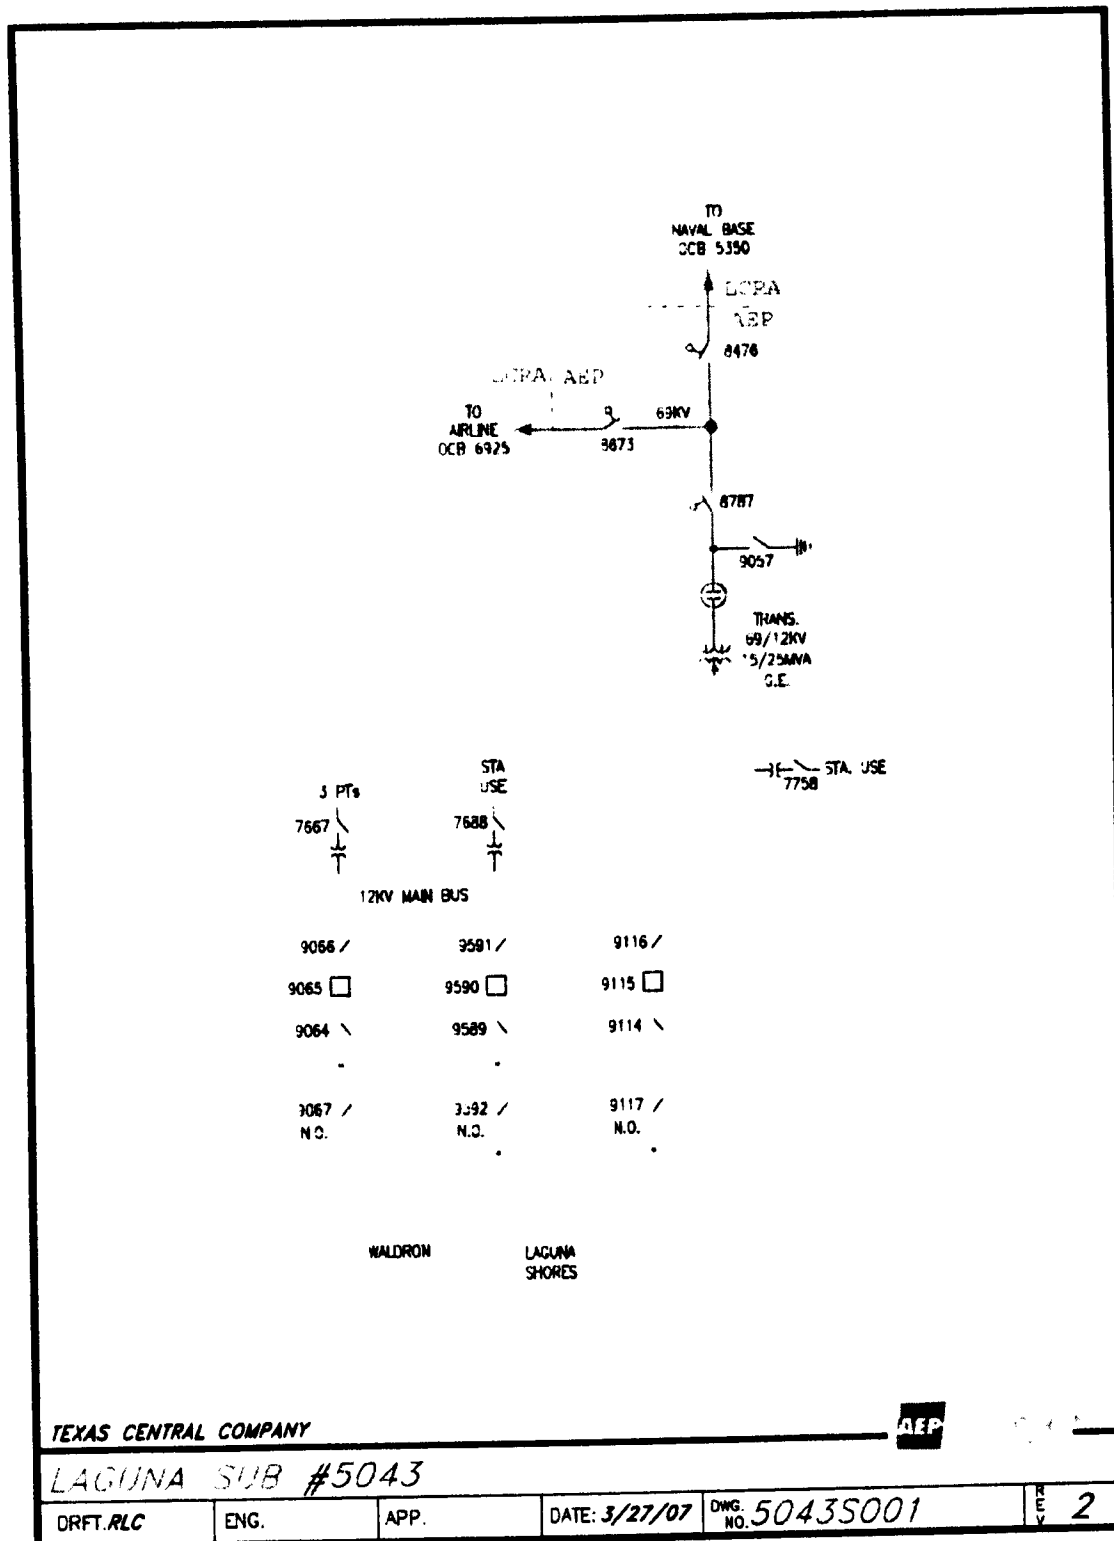 TO
NAVAL BASE
OCB 5350
LCRA
AEP
8476
LCRA AEP
TO
AIRLINE
OCB 6925
69KV
8673
8787
9057
TRANS.
69/12KV
15/25MVA
G.E.
3 PTs
7667
STA
USE
7688
STA. USE
7758
12KV MAIN BUS
9066
9591
9116
9065
9590
9115
9064
9589
9114
9067
N.O.
9592
N.O.
9117
N.O.
WALDRON
LAGUNA
SHORES
TEXAS CENTRAL COMPANY
AEP
LAGUNA SUB #5043
DRFT.RLC
ENG.
APP.
DATE: 3/27/07
DWG. NO. 5043S001
REV 2